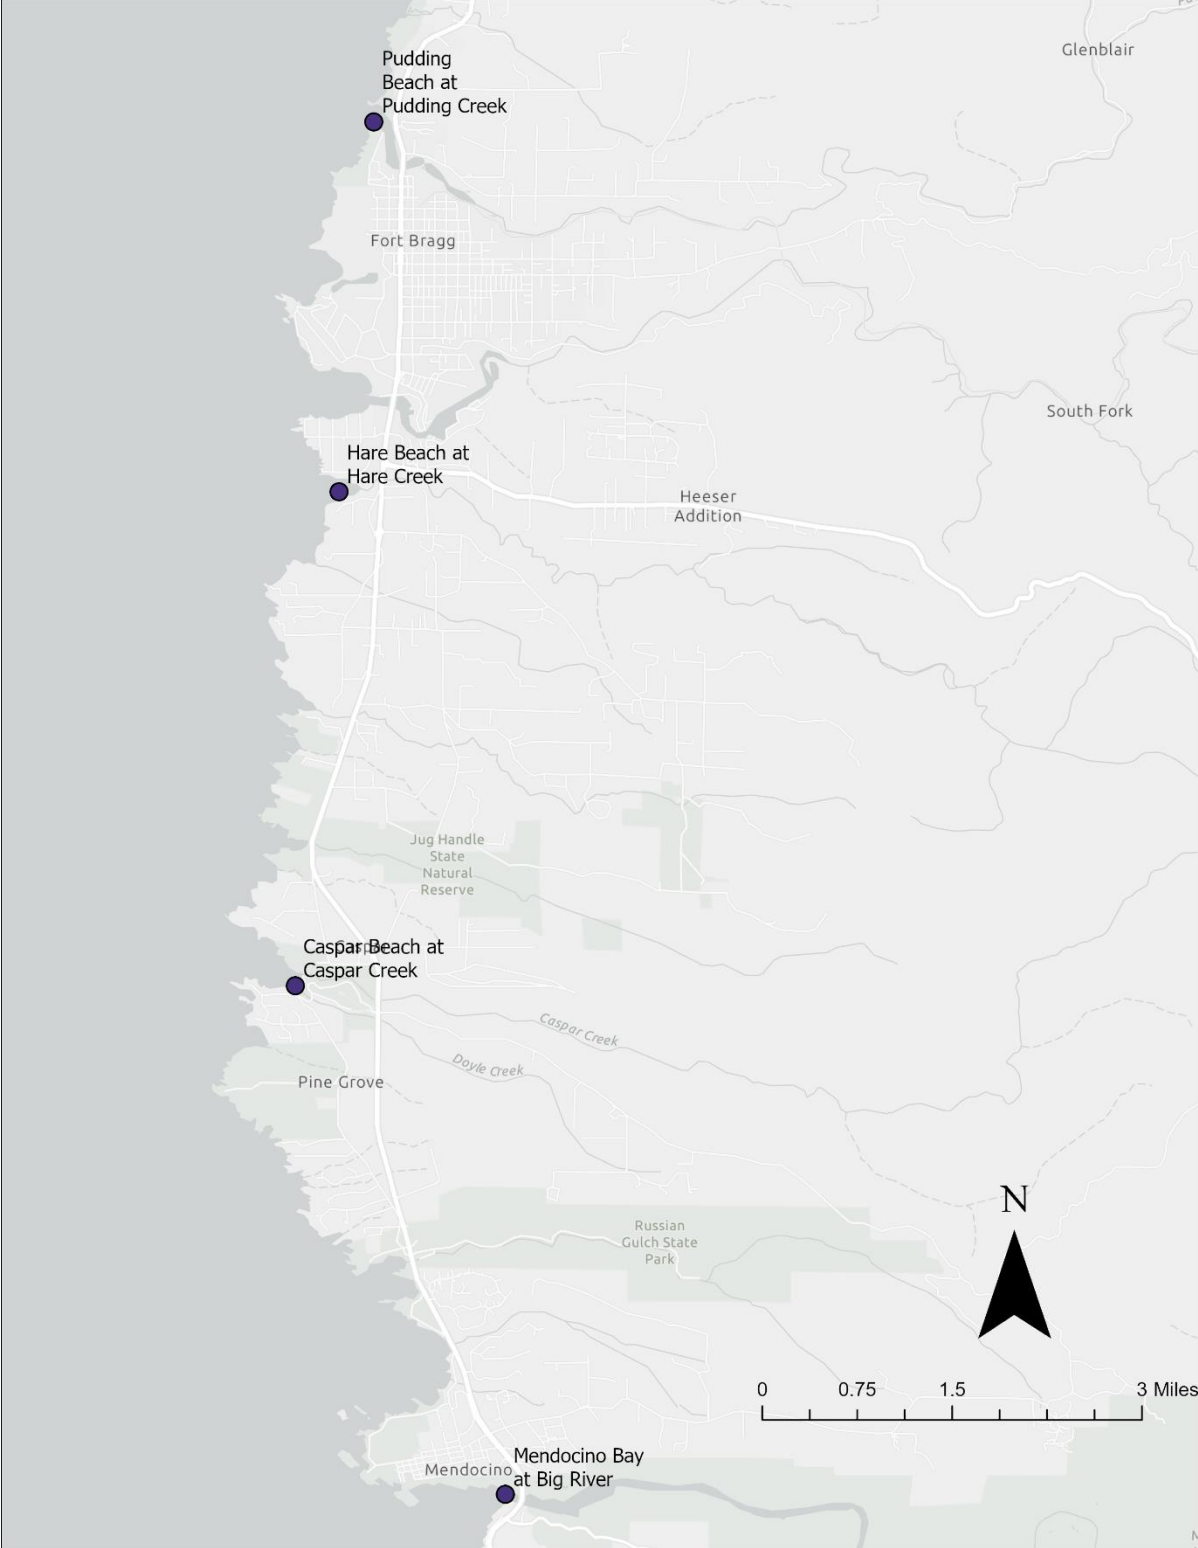 Glenblair
Pudding
Beach at
Pudding Creek
Fort Bragg
South Fork
Hare Beach at
Hare Creek
Heeser
Addition
Jug Handle
State
Natural
Reserve
Caspar Beach at
Caspar Creek
Caspar Creek
Doyle Creek
Pine Grove
N
Russian
Gulch State
Park
0 0.75 1.5 3 Miles
Mendocino Bay
at Big River
Mendocino